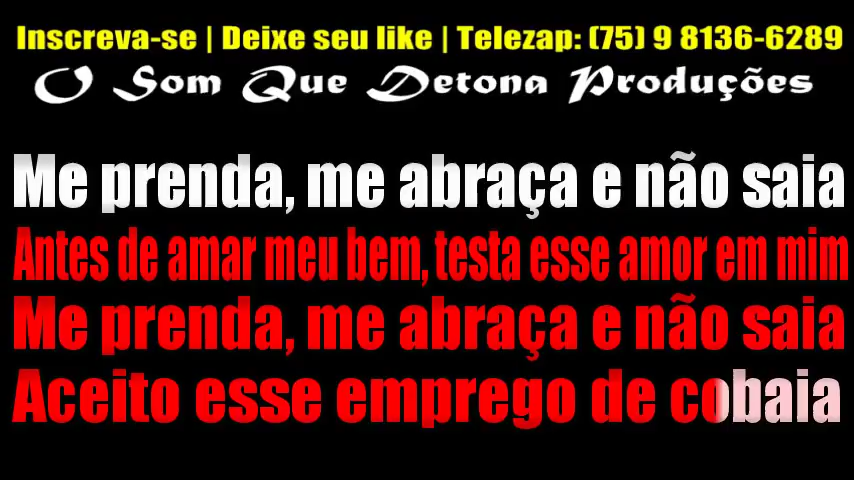 Inscreva-se | Deixe seu like | Telezap: (75) 9 8136-6289
O Som Que Detona Produções
Me prenda, me abraça e não saia
Antes de amar meu bem, testa esse amor em mim
Me prenda, me abraça e não saia
Aceito esse emprego de cobaia